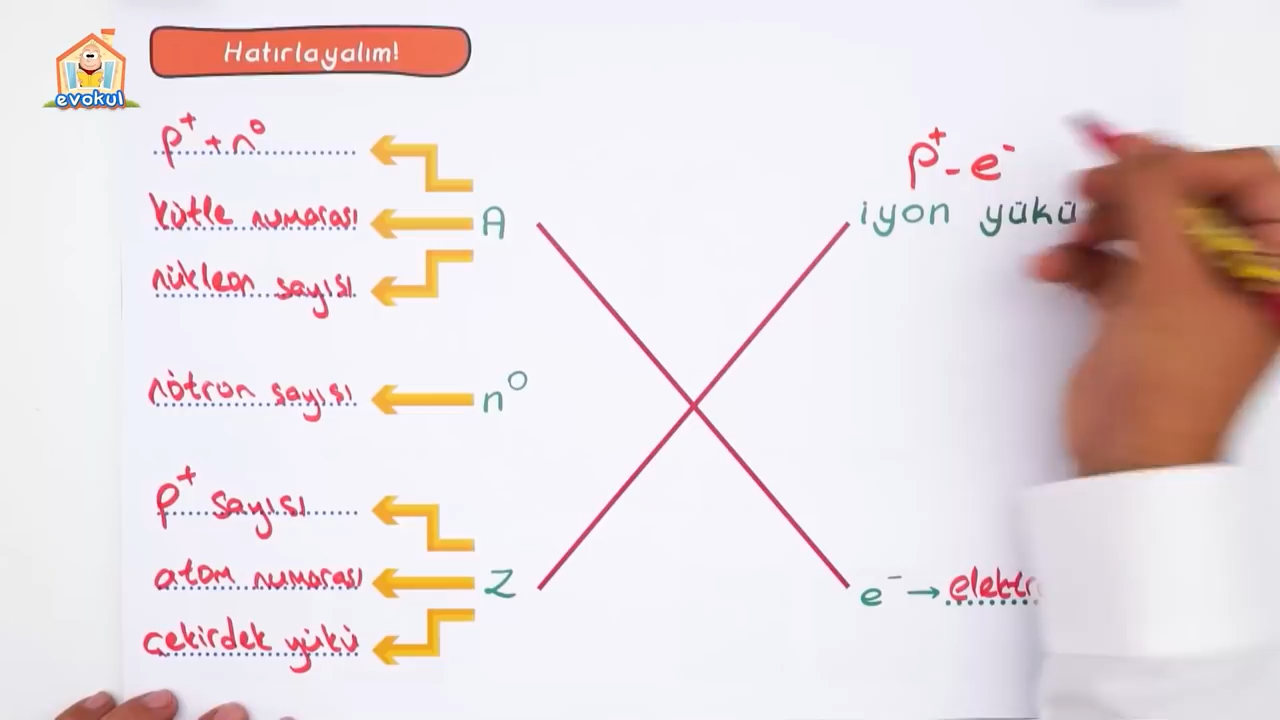 Hatırlayalım!
evokul
p⁺ + n⁰
kütle numarası
A
nükleon sayısı
nötron sayısı
n⁰
p⁺ sayısı
atom numarası
Z
çekirdek yükü
p⁺ - e⁻
iyon yükü
e⁻ →